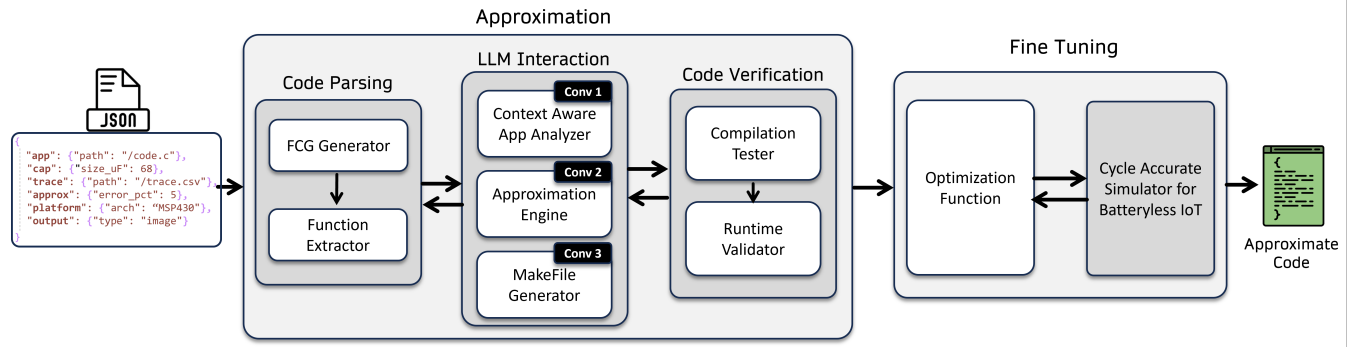 Approximation
Fine Tuning
LLM Interaction
Code Parsing
Code Verification
JSON
{
"app": {"path": "/code.c"},
"cap": {"size_uF": 68},
"trace": {"path": "/trace.csv"},
"approx": {"error_pct": 5},
"platform": {"arch": “MSP430"},
"output": {"type": "image"}
}
FCG Generator
Function
Extractor
Conv 1
Context Aware
App Analyzer
Conv 2
Approximation
Engine
Conv 3
MakeFile
Generator
Compilation
Tester
Runtime
Validator
Optimization
Function
Cycle Accurate
Simulator for
Batteryless IoT
{
}
Approximate
Code